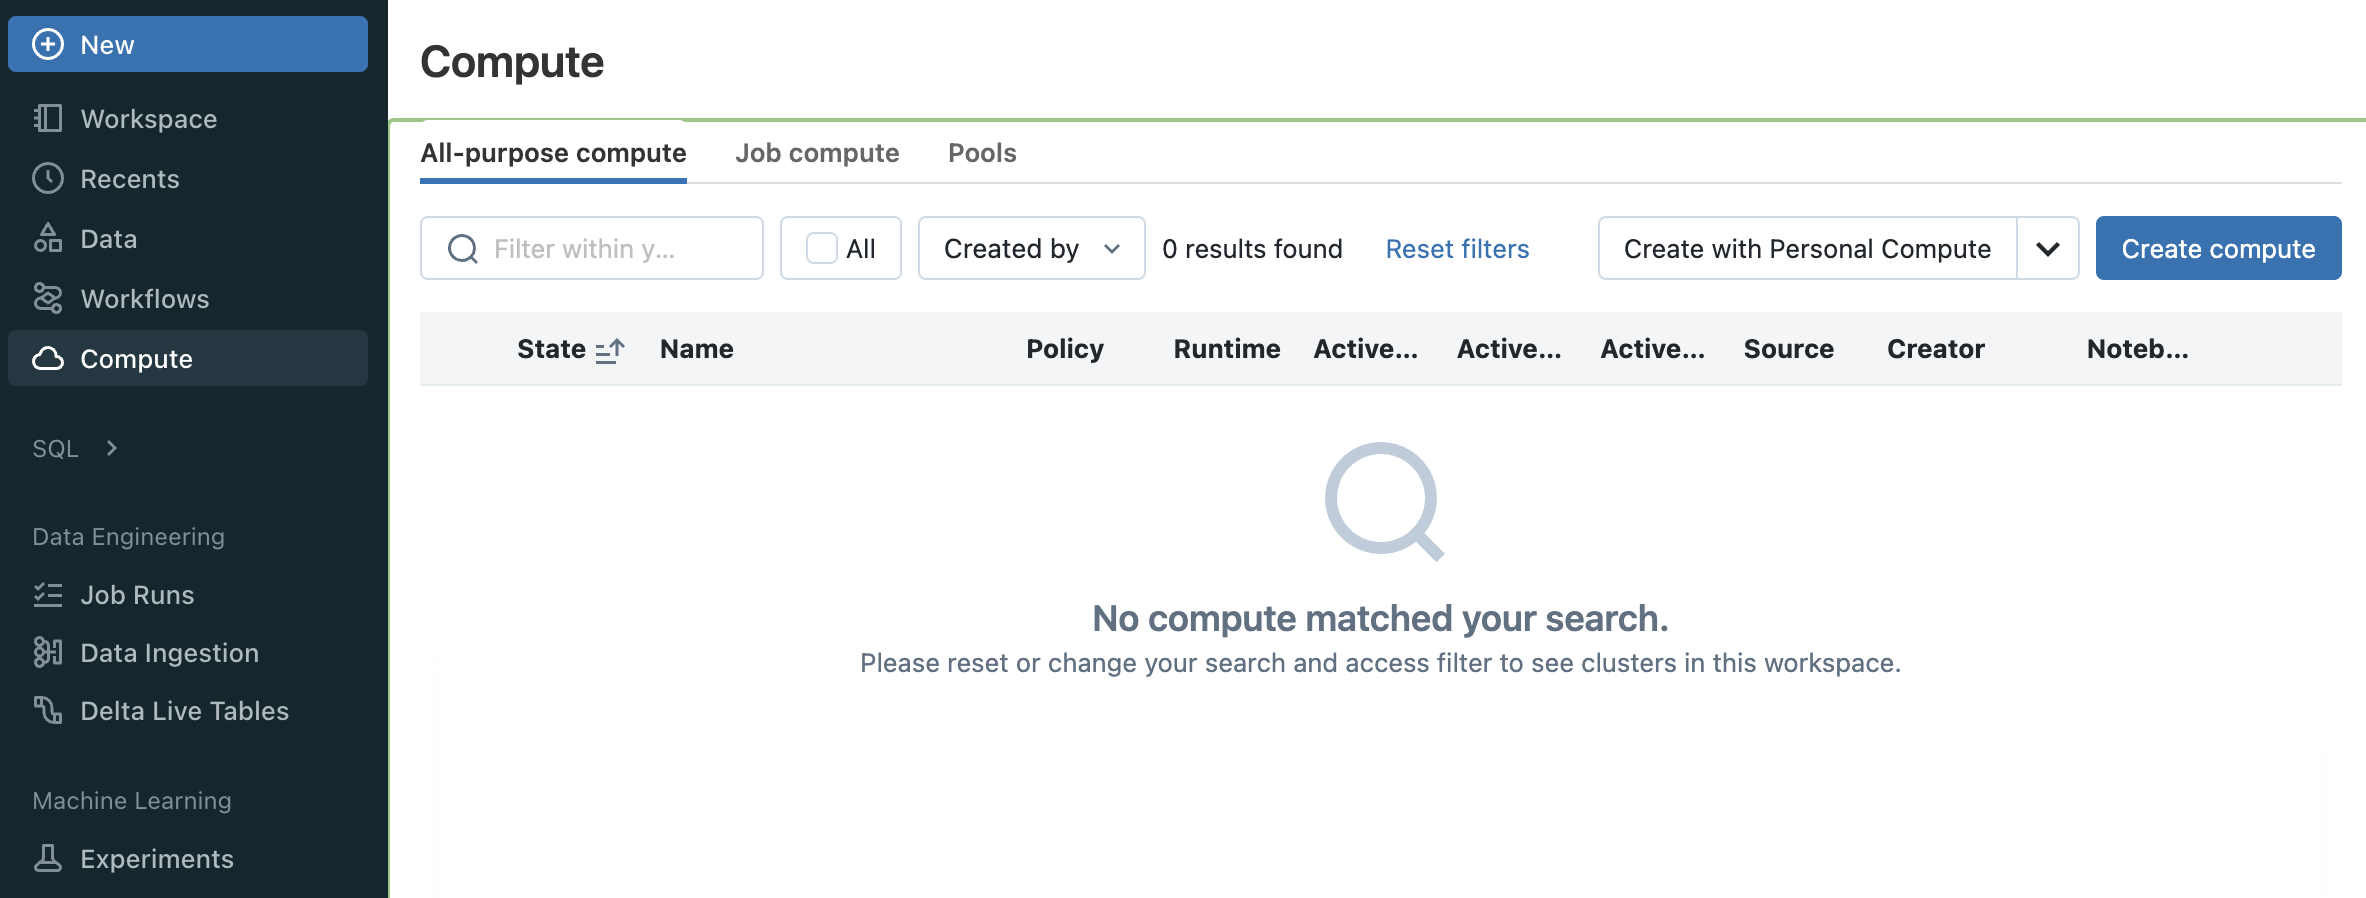 New
Workspace
Recents
Data
Workflows
Compute
SQL
Data Engineering
Job Runs
Data Ingestion
Delta Live Tables
Machine Learning
Experiments
Compute
All-purpose compute Job compute Pools
Filter within y... All Created by 0 results found Reset filters Create with Personal Compute Create compute
State Name Policy Runtime Active... Active... Active... Source Creator Noteb...
No compute matched your search.
Please reset or change your search and access filter to see clusters in this workspace.